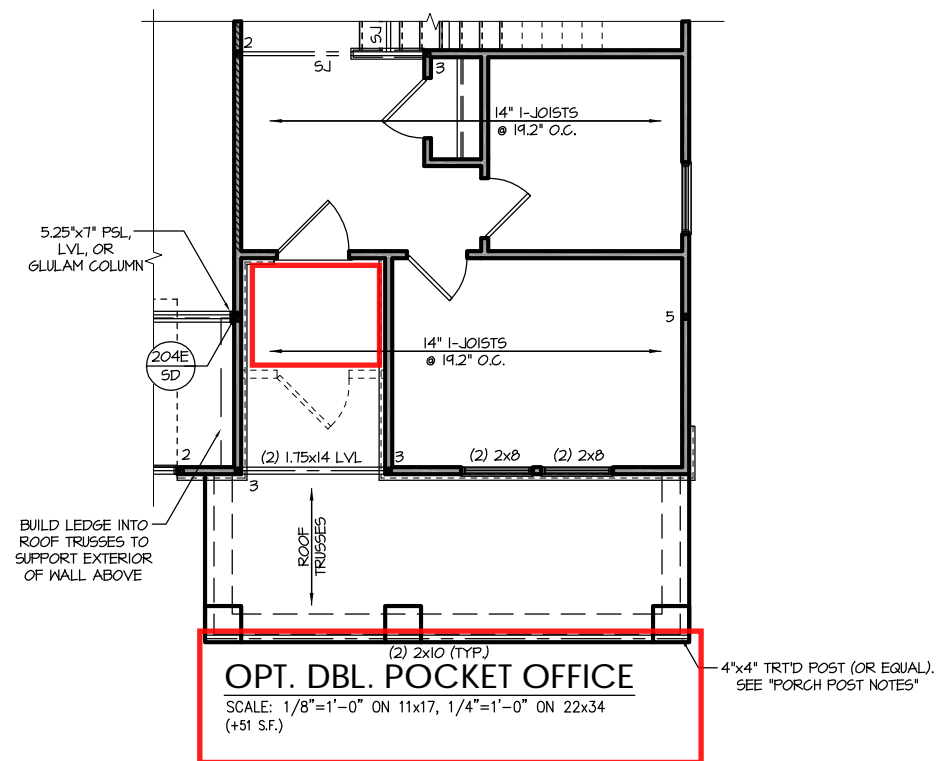 SJ
2
SJ
3
14" I-JOISTS
@ 19.2" O.C.
5.25"x7" PSL,
LVL, OR
GLULAM COLUMN
5
14" I-JOISTS
@ 19.2" O.C.
204E
SD
2
(2) 1.75x14 LVL
3
(2) 2x8
(2) 2x8
3
BUILD LEDGE INTO
ROOF TRUSSES TO
SUPPORT EXTERIOR
OF WALL ABOVE
ROOF
TRUSSES
(2) 2x10 (TYP.)
4"x4" TRT'D POST (OR EQUAL).
SEE "PORCH POST NOTES"
OPT. DBL. POCKET OFFICE
SCALE: 1/8"=1'-0" ON 11x17, 1/4"=1'-0" ON 22x34
(+51 S.F.)